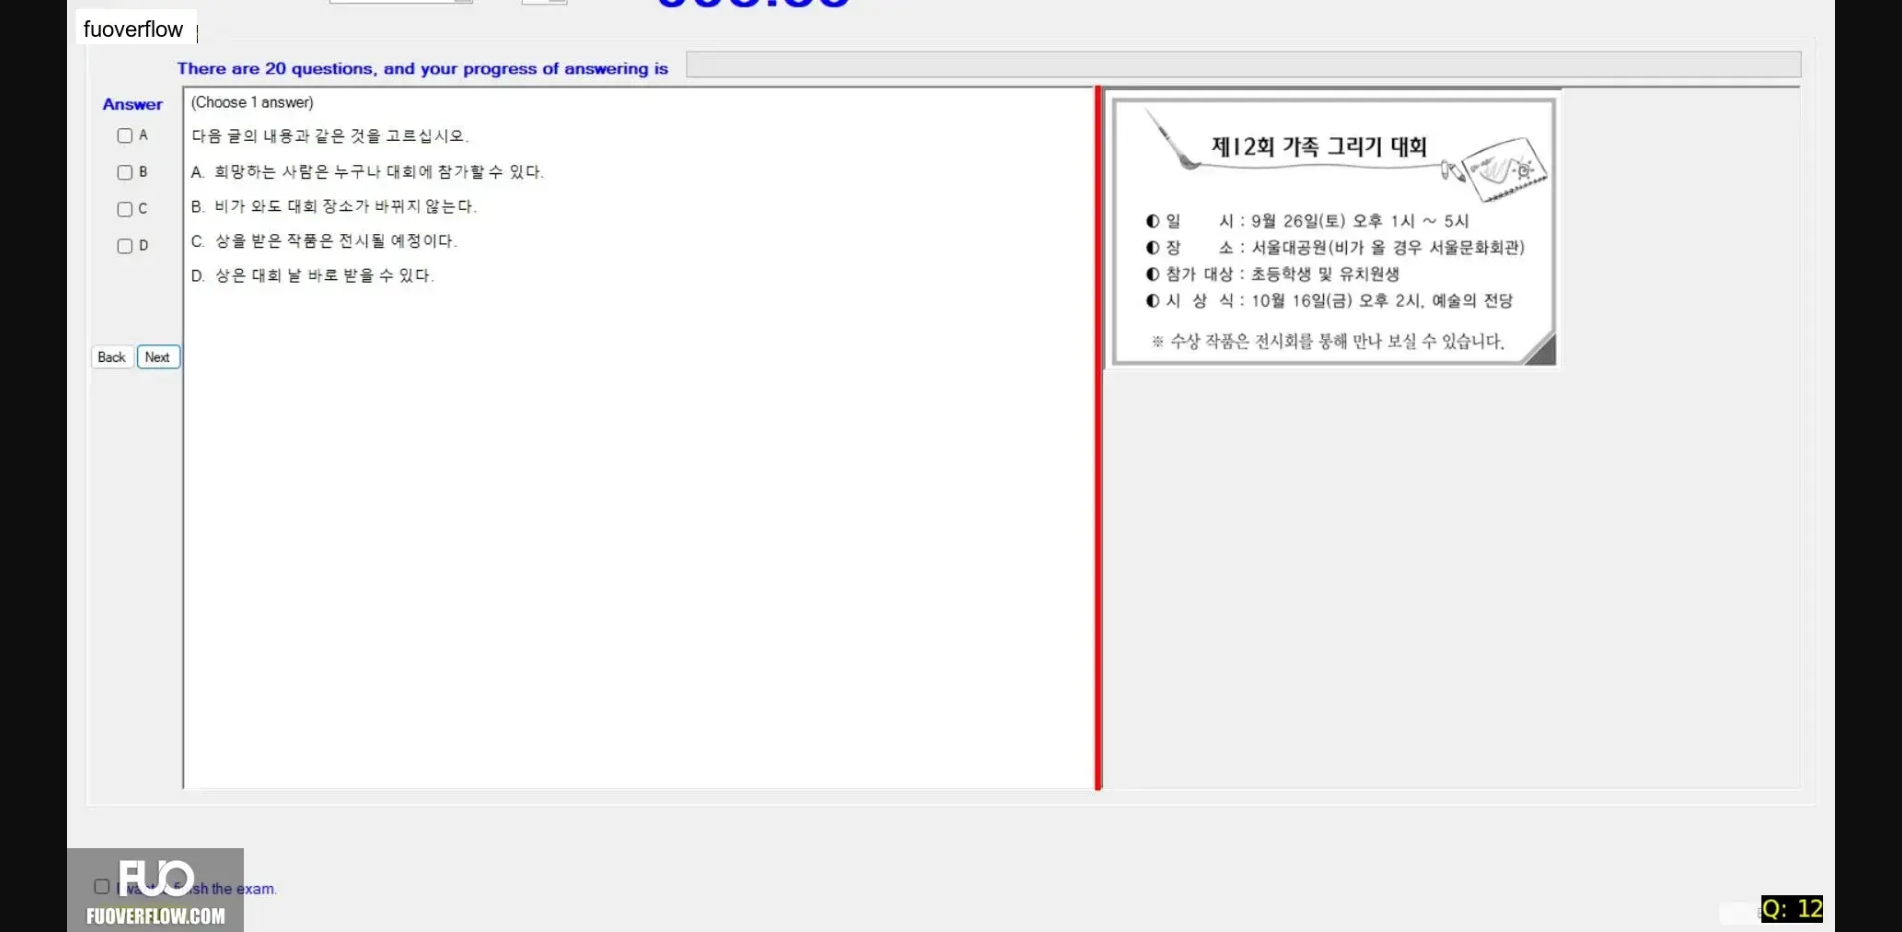 fuoverflow
There are 20 questions, and your progress of answering is
Answer
(Choose 1 answer)
A
다음 글의 내용과 같은 것을 고르십시오.
B
A. 희망하는 사람은 누구나 대회에 참가할 수 있다.
C
B. 비가 와도 대회 장소가 바뀌지 않는다.
D
C. 상을 받은 작품은 전시될 예정이다.
D. 상은 대회 날 바로 받을 수 있다.
Back Next
제12회 가족 그리기 대회
일 시 : 9월 26일(토) 오후 1시 ~ 5시
장 소 : 서울대공원(비가 올 경우 서울문화회관)
참가 대상 : 초등학생 및 유치원생
시 상 식 : 10월 16일(금) 오후 2시, 예술의 전당
※ 수상 작품은 전시회를 통해 만나 보실 수 있습니다.
FUO
the exam.
FUOVERFLOW.COM
Q: 12